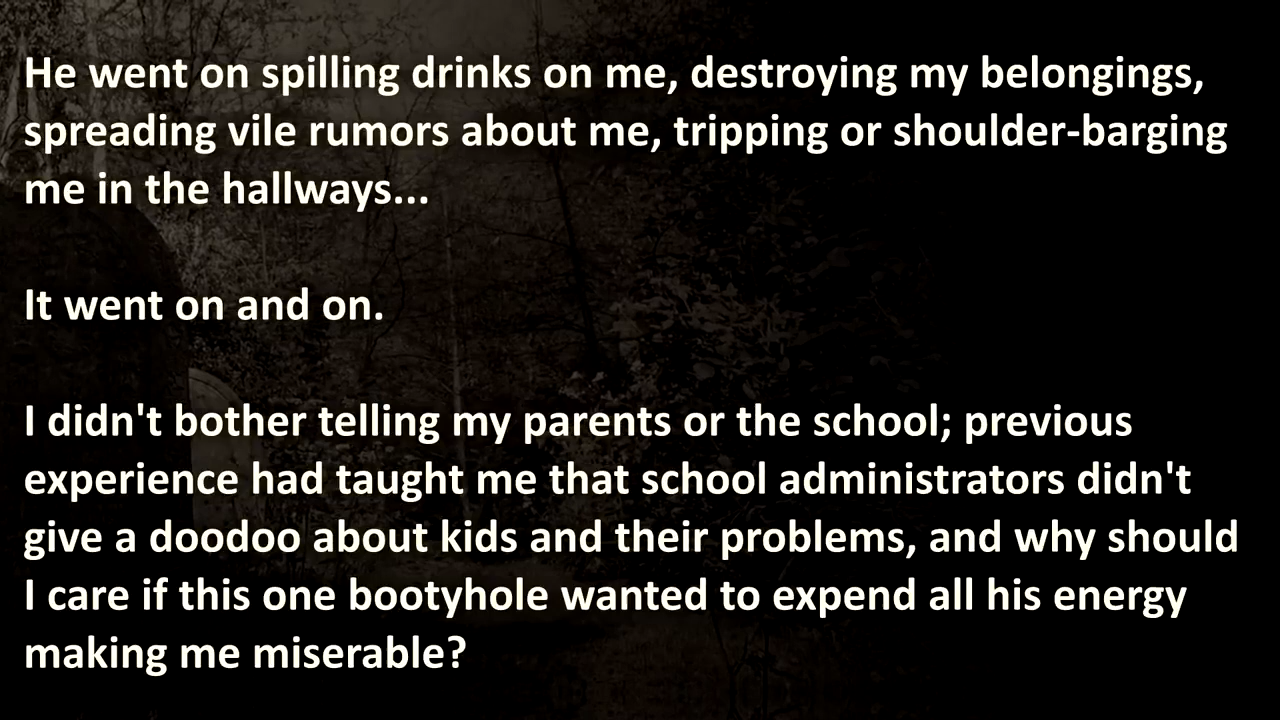 He went on spilling drinks on me, destroying my belongings,
spreading vile rumors about me, tripping or shoulder-barging
me in the hallways...
It went on and on.
I didn't bother telling my parents or the school; previous
experience had taught me that school administrators didn't
give a doodoo about kids and their problems, and why should
I care if this one bootyhole wanted to expend all his energy
making me miserable?